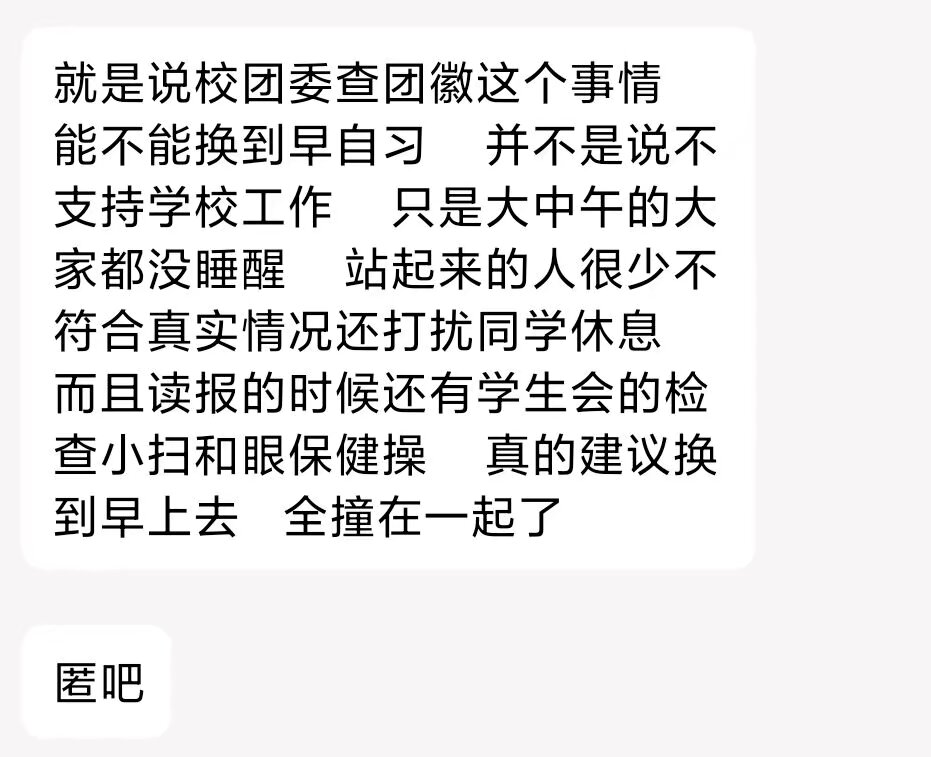 就是说校团委查团徽这个事情
能不能换到早自习 并不是说不
支持学校工作 只是大中午的大
家都没睡醒 站起来的人很少不
符合真实情况还打扰同学休息
而且读报的时候还有学生会的检
查小扫和眼保健操 真的建议换
到早上去 全撞在一起了
匿吧